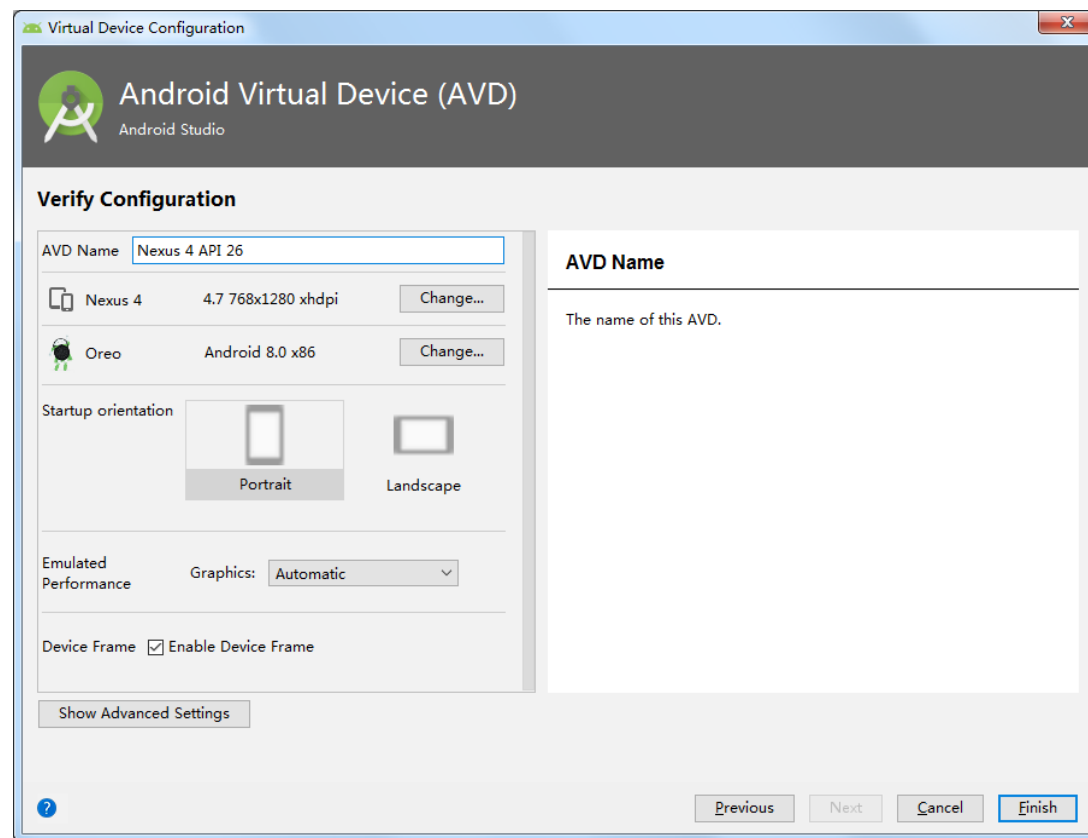 Virtual Device Configuration
x
Android Virtual Device (AVD)
Android Studio
Verify Configuration
AVD Name Nexus 4 API 26
Nexus 4 4.7 768x1280 xhdpi Change...
Oreo Android 8.0 x86 Change...
Startup orientation
Portrait
Landscape
Emulated
Performance
Graphics: Automatic
Device Frame Enable Device Frame
Show Advanced Settings
AVD Name
The name of this AVD.
?
Previous Next Cancel Finish